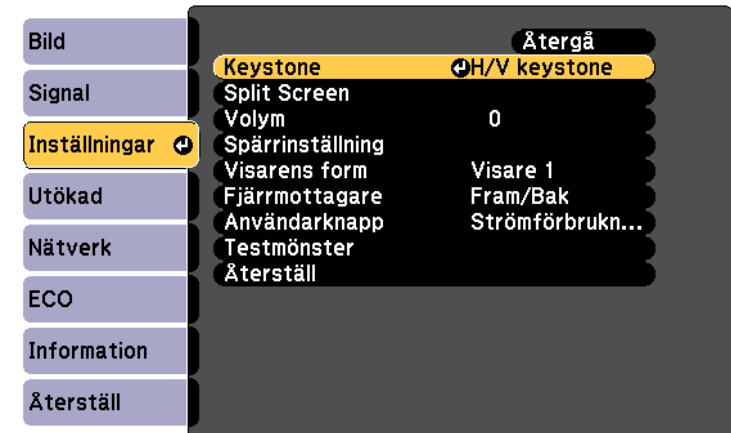 Bild
Signal
Inställningar
Utökad
Nätverk
ECO
Information
Återställ
Återgå
Keystone H/V keystone
Split Screen
Volym 0
Spärrinställning
Visarens form Visare 1
Fjärrmottagare Fram/Bak
Användarknapp Strömförbrukn...
Testmönster
Återställ